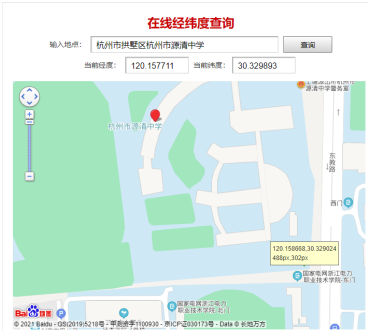 在线经纬度查询
输入地点： 杭州市拱墅区杭州市源清中学 查询
当前经度： 120.157711 当前纬度： 30.329893
源清中学警务室
杭州市源清中学
东教路
西门
120.158668,30.329024
488px,302px
国家电网浙江电力
职业技术学院-东门
国家电网浙江电力
职业技术学院-北门
Bai 地图
© 2021 Baidu - GS(2019)5218号 - 甲测资字1100930 - 京ICP证030173号 - Data © 长地万方